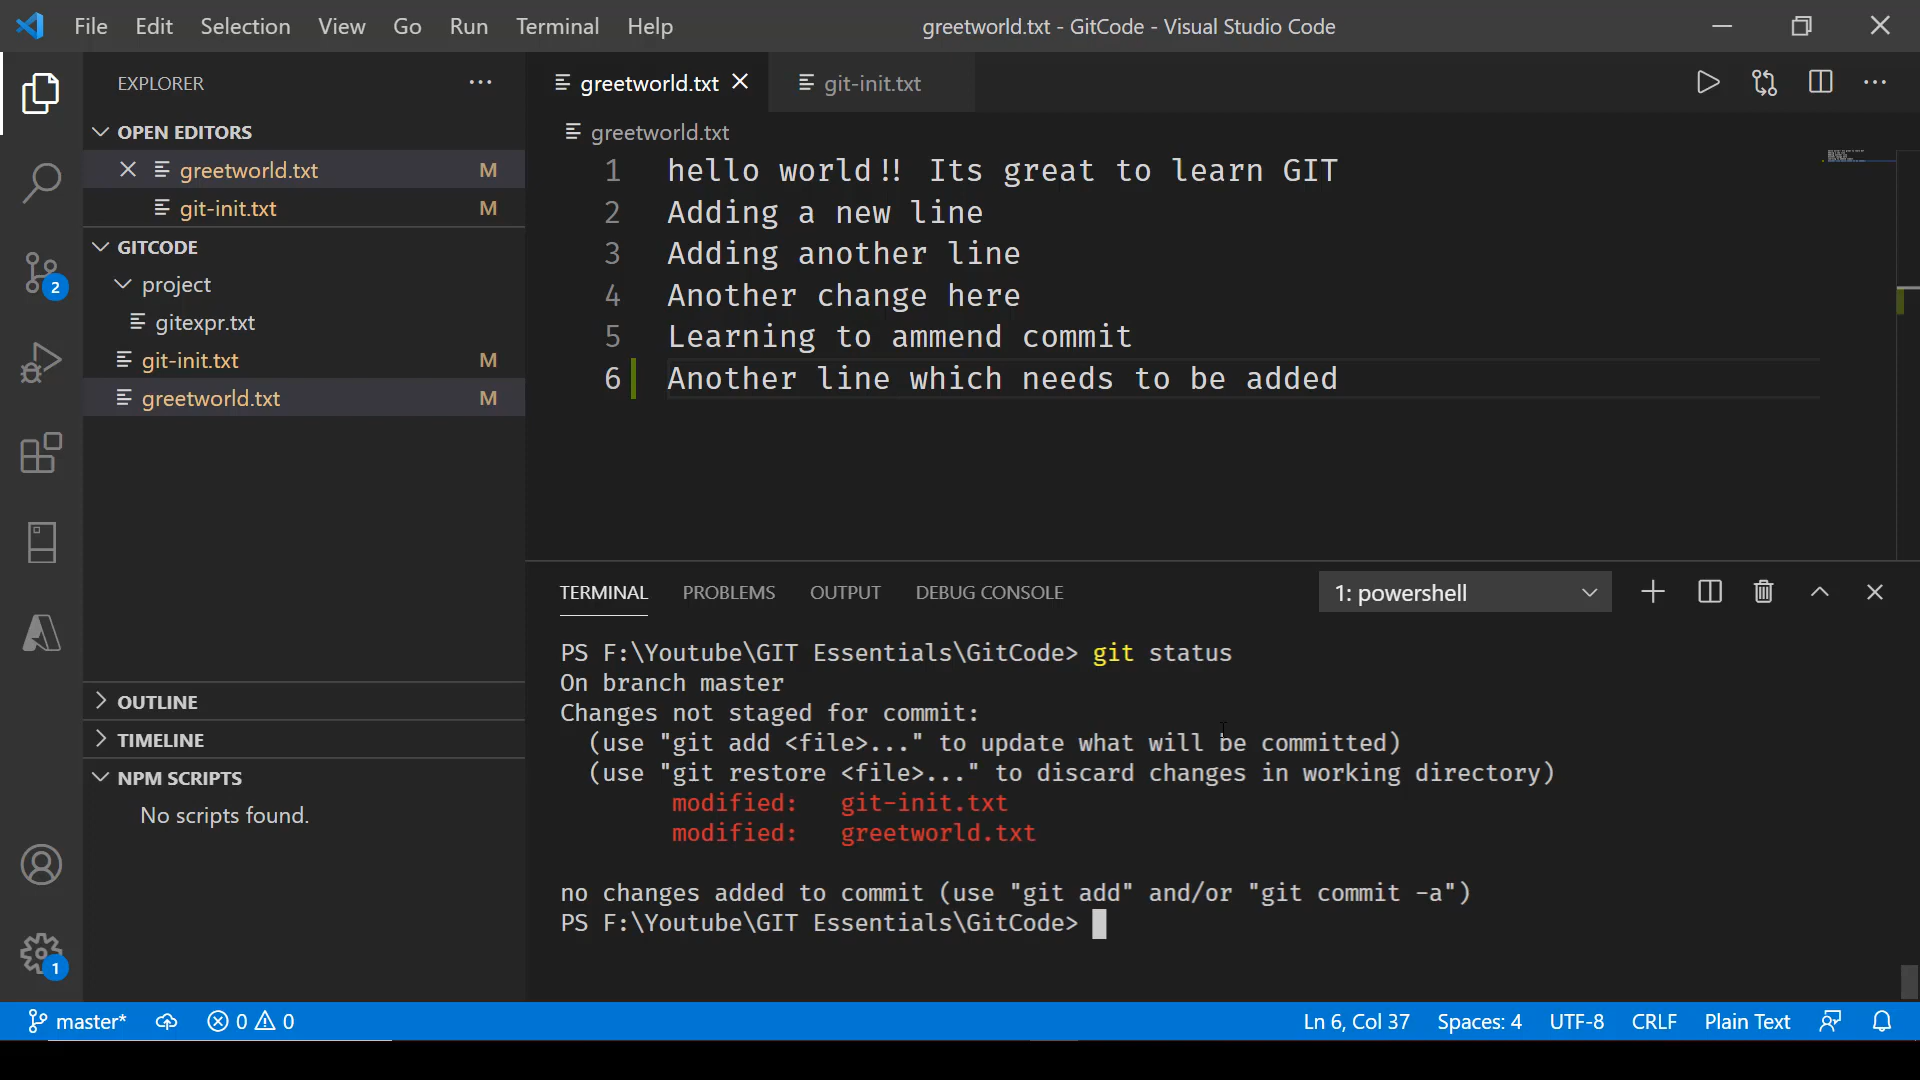 File Edit Selection View Go Run Terminal Help greetworld.txt - GitCode - Visual Studio Code
EXPLORER ···
greetworld.txt git-init.txt ···
OPEN EDITORS
greetworld.txt M
git-init.txt M
GITCODE
project
gitexpr.txt
git-init.txt M
greetworld.txt M
OUTLINE
TIMELINE
NPM SCRIPTS
No scripts found.
2
1
greetworld.txt
1 hello world!! Its great to learn GIT
2 Adding a new line
3 Adding another line
4 Another change here
5 Learning to ammend commit
6 Another line which needs to be added
TERMINAL PROBLEMS OUTPUT DEBUG CONSOLE 1: powershell
PS F:\Youtube\GIT Essentials\GitCode> git status
On branch master
Changes not staged for commit:
(use "git add <file>..." to update what will be committed)
(use "git restore <file>..." to discard changes in working directory)
modified: git-init.txt
modified: greetworld.txt
no changes added to commit (use "git add" and/or "git commit -a")
PS F:\Youtube\GIT Essentials\GitCode>
master* 0 0 Ln 6, Col 37 Spaces: 4 UTF-8 CRLF Plain Text